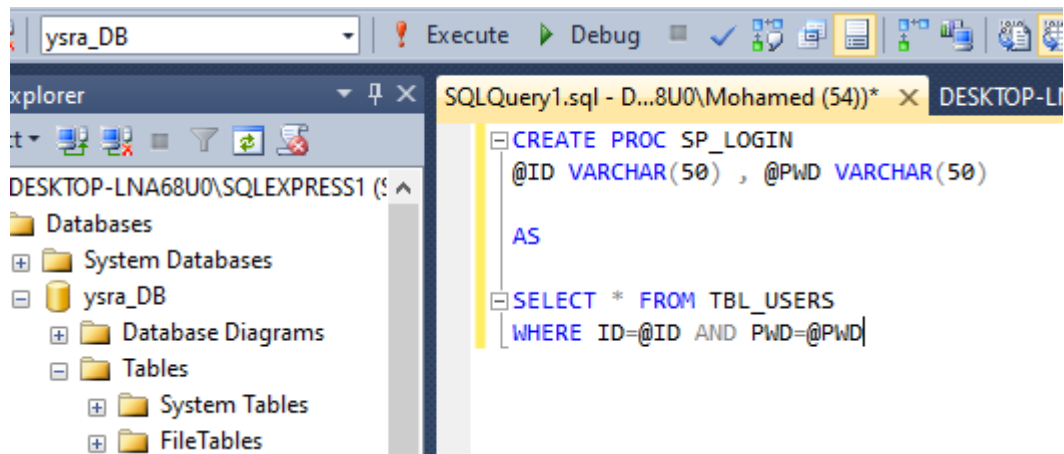 ysra_DB
Execute
Debug
xplorer
SQLQuery1.sql - D...8U0\Mohamed (54))*
DESKTOP-LN
ct
DESKTOP-LNA68U0\SQLEXPRESS1 (S
Databases
System Databases
ysra_DB
Database Diagrams
Tables
System Tables
FileTables
CREATE PROC SP_LOGIN
@ID VARCHAR(50) , @PWD VARCHAR(50)
AS
SELECT * FROM TBL_USERS
WHERE ID=@ID AND PWD=@PWD